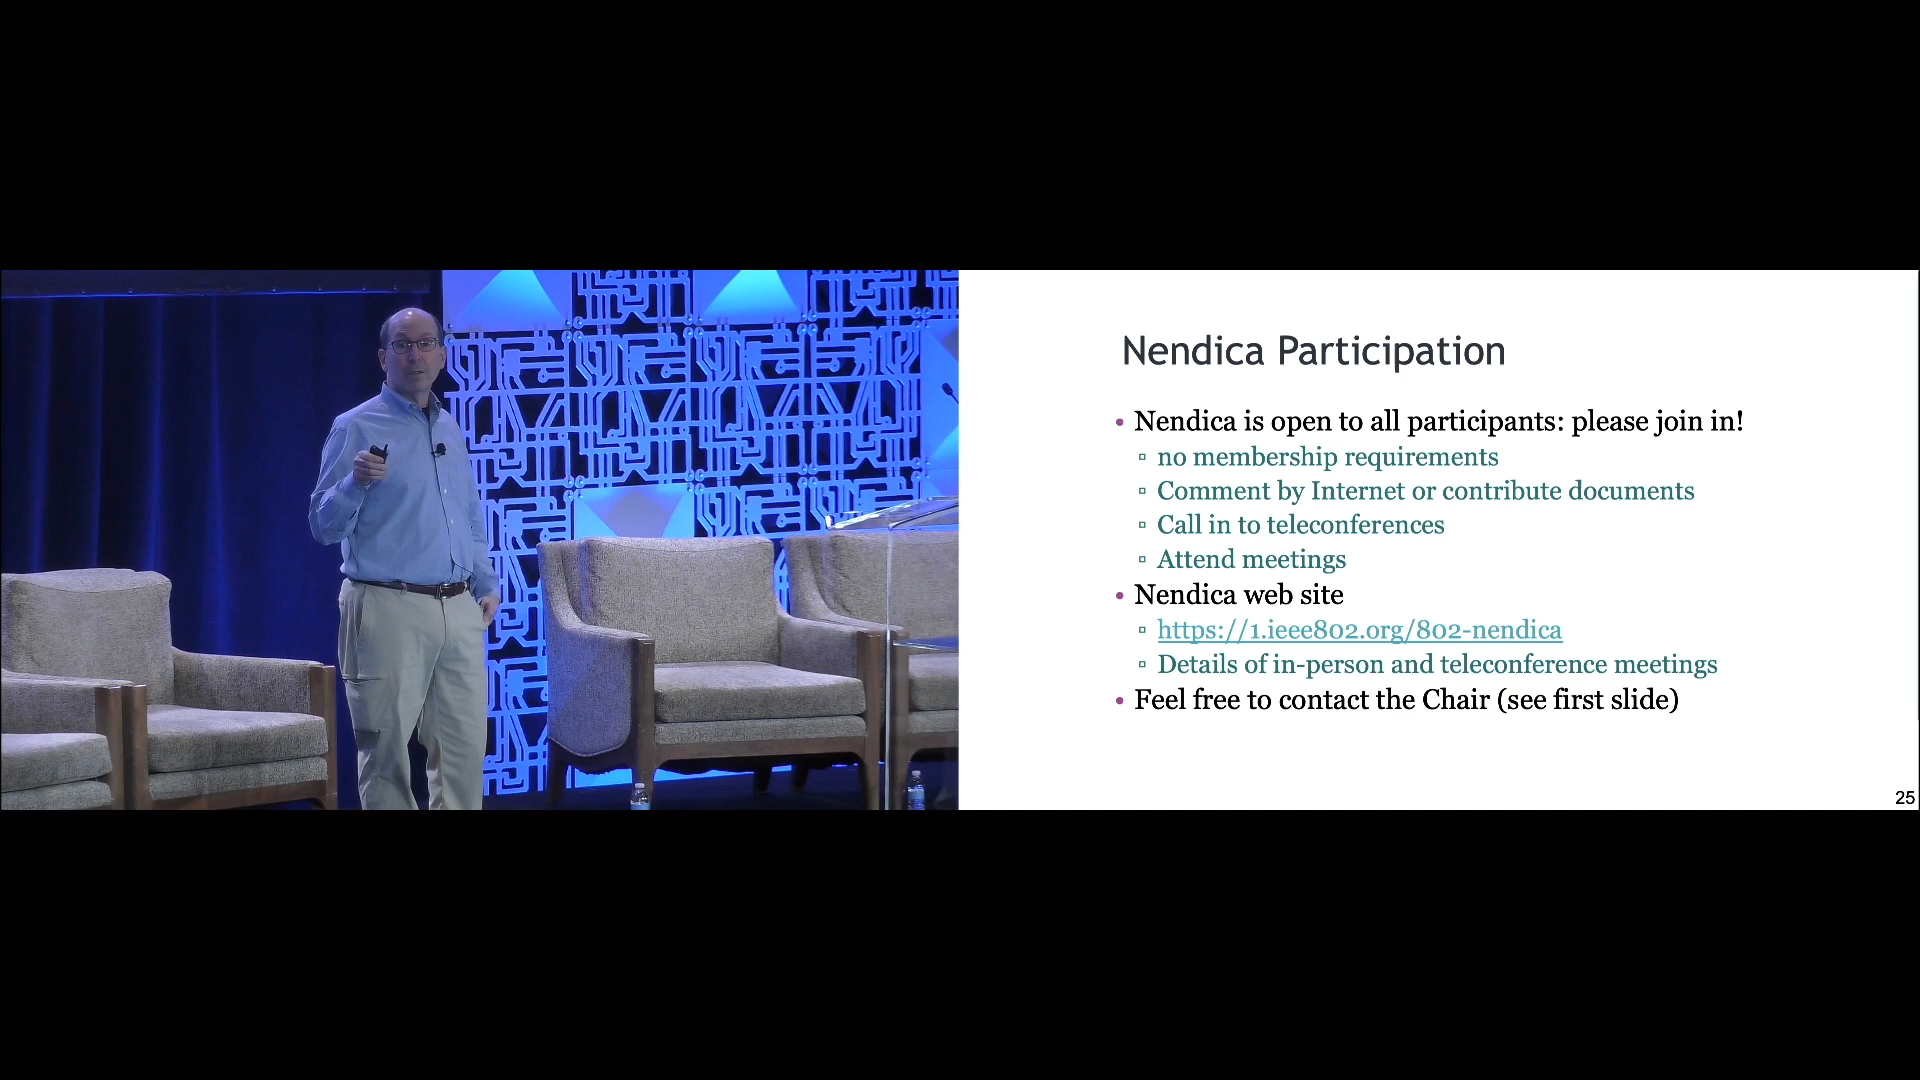 Nendica Participation
• Nendica is open to all participants: please join in!
▫ no membership requirements
▫ Comment by Internet or contribute documents
▫ Call in to teleconferences
▫ Attend meetings
• Nendica web site
▫ https://1.ieee802.org/802-nendica
▫ Details of in-person and teleconference meetings
• Feel free to contact the Chair (see first slide)
25